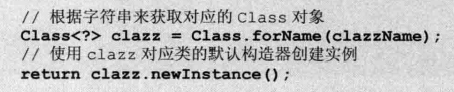 // 根据字符串来获取对应的 Class 对象
Class<?> clazz = Class.forName(clazzName);
// 使用 clazz 对应类的默认构造器创建实例
return clazz.newInstance();